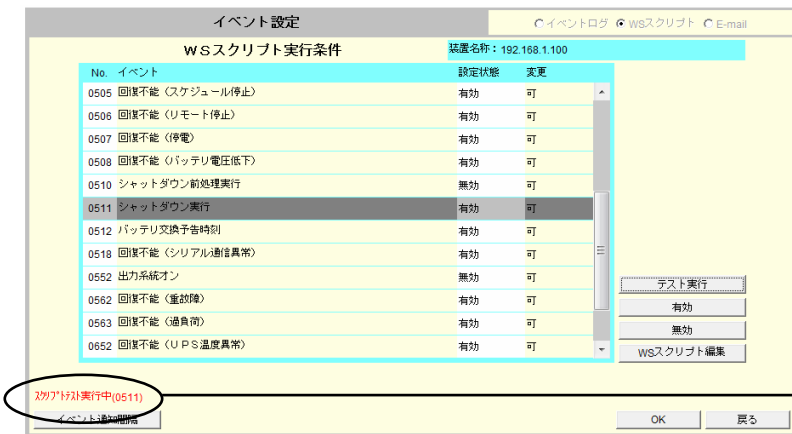 イベント設定
イベントログ WSスクリプト E-mail
WSスクリプト実行条件
装置名称：192.168.1.100
No. イベント 設定状態 変更
0505 回復不能（スケジュール停止） 有効 可
0506 回復不能（リモート停止） 有効 可
0507 回復不能（停電） 有効 可
0508 回復不能（バッテリ電圧低下） 有効 可
0510 シャットダウン前処理実行 無効 可
0511 シャットダウン実行 有効 可
0512 バッテリ交換予告時刻 有効 可
0518 回復不能（シリアル通信異常） 有効 可
0552 出力系統オン 無効 可
0562 回復不能（重故障） 有効 可
0563 回復不能（過負荷） 有効 可
0652 回復不能（ＵＰＳ温度異常） 有効 可
テスト実行
有効
無効
WSスクリプト編集
ｽｸﾘﾌﾟﾄﾃｽﾄ実行中(0511)
イベント通知間隔
OK 戻る